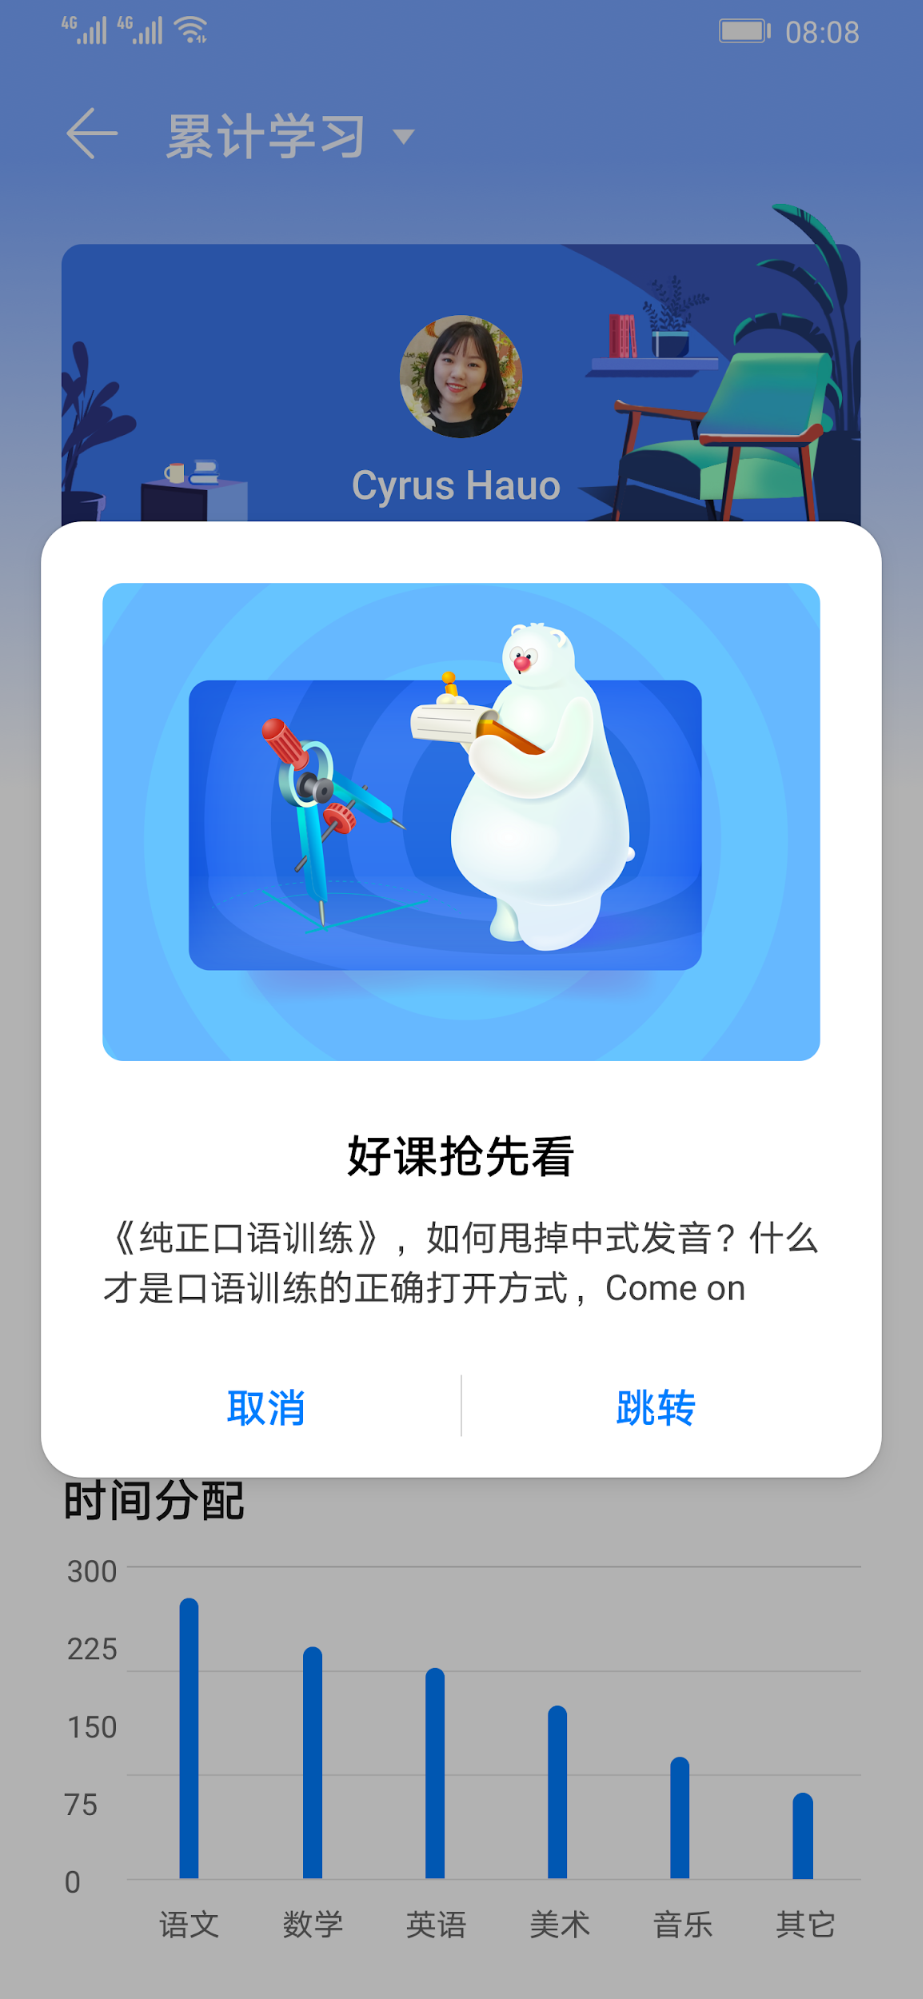 4G 4G 08:08
累计学习
Cyrus Hauo
好课抢先看
《纯正口语训练》，如何甩掉中式发音？什么
才是口语训练的正确打开方式，Come on
取消 跳转
时间分配
300
225
150
75
0
语文 数学 英语 美术 音乐 其它